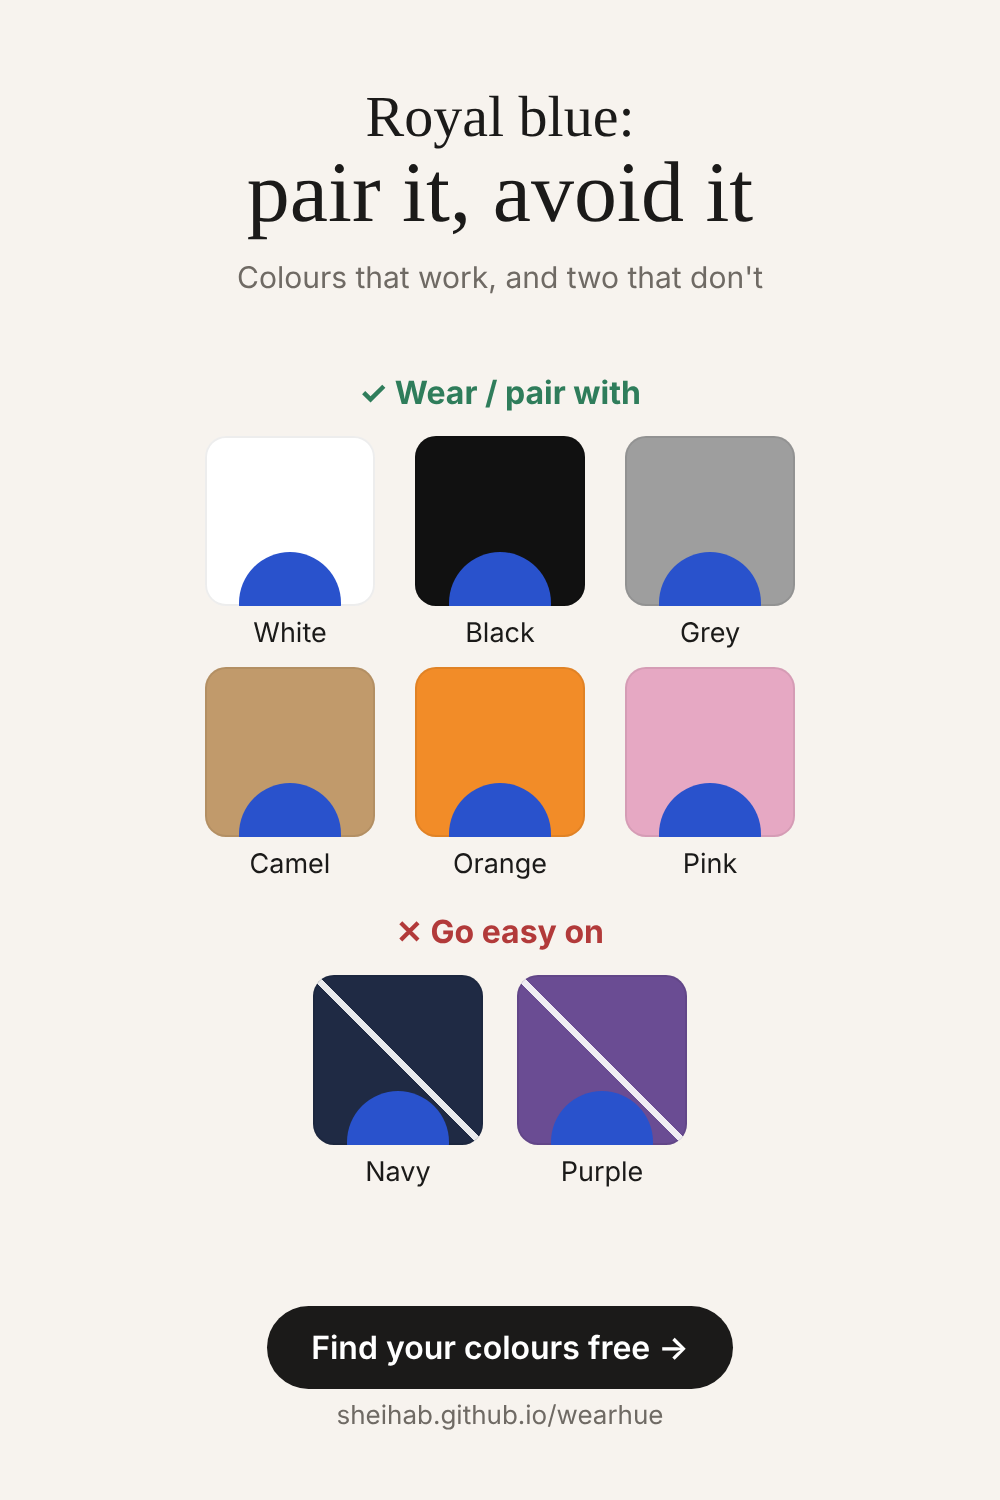 Royal blue:
pair it, avoid it
Colours that work, and two that don't
✓ Wear / pair with
White
Black
Grey
Camel
Orange
Pink
✕ Go easy on
Navy
Purple
Find your colours free →
sheihab.github.io/wearhue